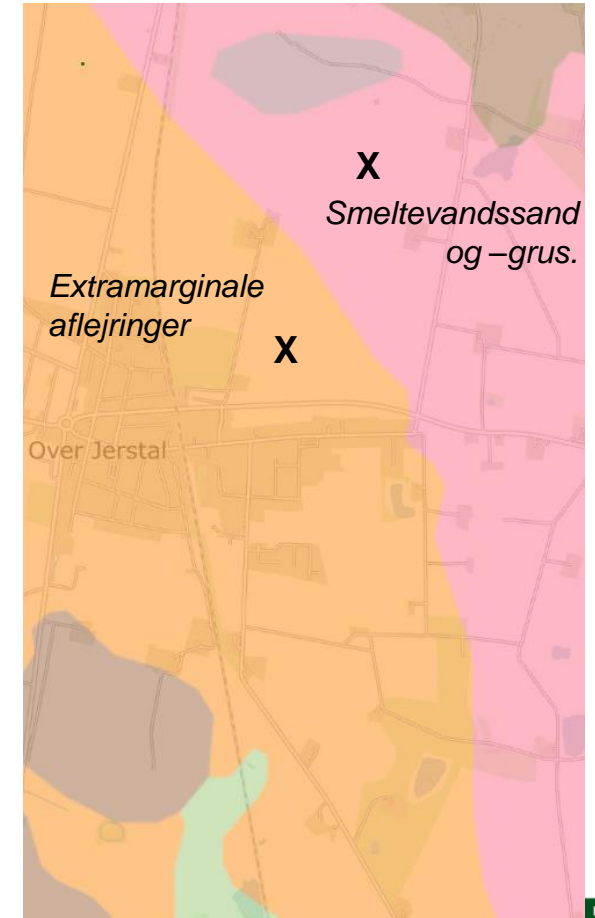 X
Smeltevandssand
og –grus.
Extramarginale
aflejringer
X
Over Jerstal